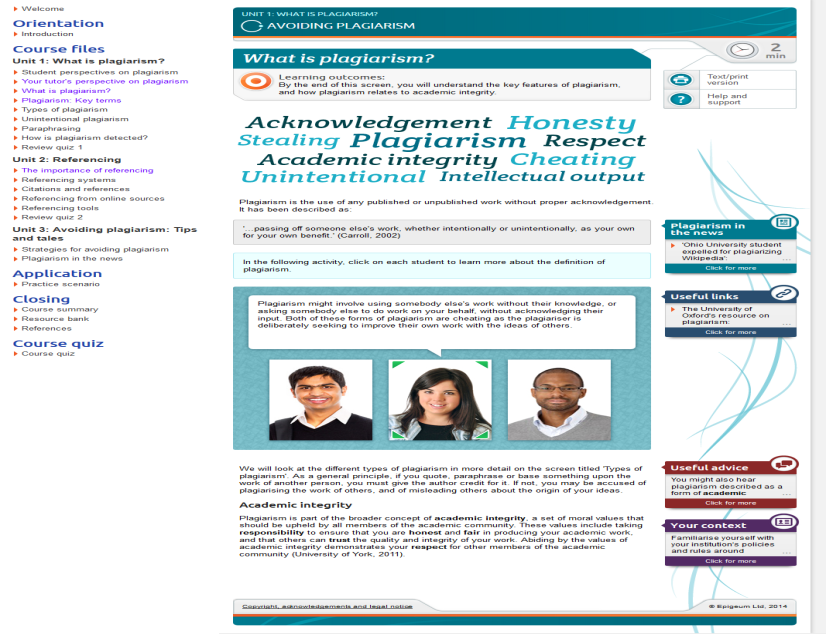 Welcome
Orientation
Introduction
Course files
Unit 1: What is plagiarism?
Student perspectives on plagiarism
Your tutor's perspective on plagiarism
What is plagiarism?
Plagiarism: Key terms
Types of plagiarism
Unintentional plagiarism
Paraphrasing
How is plagiarism detected?
Review quiz 1
Unit 2: Referencing
The importance of referencing
Referencing systems
Citations and references
Referencing from online sources
Referencing tools
Review quiz 2
Unit 3: Avoiding plagiarism: Tips
and tales
Strategies for avoiding plagiarism
Plagiarism in the news
Application
Practice scenario
Closing
Course summary
Resource bank
References
Course quiz
Course quiz
UNIT 1: WHAT IS PLAGIARISM?
AVOIDING PLAGIARISM
2
min
What is plagiarism?
Learning outcomes:
By the end of this screen, you will understand the key features of plagiarism,
and how plagiarism relates to academic integrity.
Text/print
version
Help and
support
Acknowledgement Honesty
Stealing Plagiarism Respect
Academic integrity Cheating
Unintentional Intellectual output
Plagiarism is the use of any published or unpublished work without proper acknowledgement.
It has been described as:
'...passing off someone else's work, whether intentionally or unintentionally, as your own
for your own benefit.' (Carroll, 2002)
In the following activity, click on each student to learn more about the definition of
plagiarism.
Plagiarism might involve using somebody else's work without their knowledge, or
asking somebody else to do work on your behalf, without acknowledging their
input. Both of these forms of plagiarism are cheating as the plagiariser is
deliberately seeking to improve their own work with the ideas of others.
We will look at the different types of plagiarism in more detail on the screen titled 'Types of
plagiarism'. As a general principle, if you quote, paraphrase or base something upon the
work of another person, you must give the author credit for it. If not, you may be accused of
plagiarising the work of others, and of misleading others about the origin of your ideas.
Academic integrity
Plagiarism is part of the broader concept of academic integrity, a set of moral values that
should be upheld by all members of the academic community. These values include taking
responsibility to ensure that you are honest and fair in producing your academic work,
and that others can trust the quality and integrity of your work. Abiding by the values of
academic integrity demonstrates your respect for other members of the academic
community (University of York, 2011).
Plagiarism in
the news
'Ohio University student
expelled for plagiarizing
Wikipedia':
...
Click for more
Useful links
The University of
Oxford's resource on
plagiarism:
...
Click for more
Useful advice
You might also hear
plagiarism described as a
form of academic
...
Click for more
Your context
Familiarise yourself with
your institution's policies
and rules around
...
Click for more
Copyright, acknowledgements and legal notice
© Epigeum Ltd, 2014